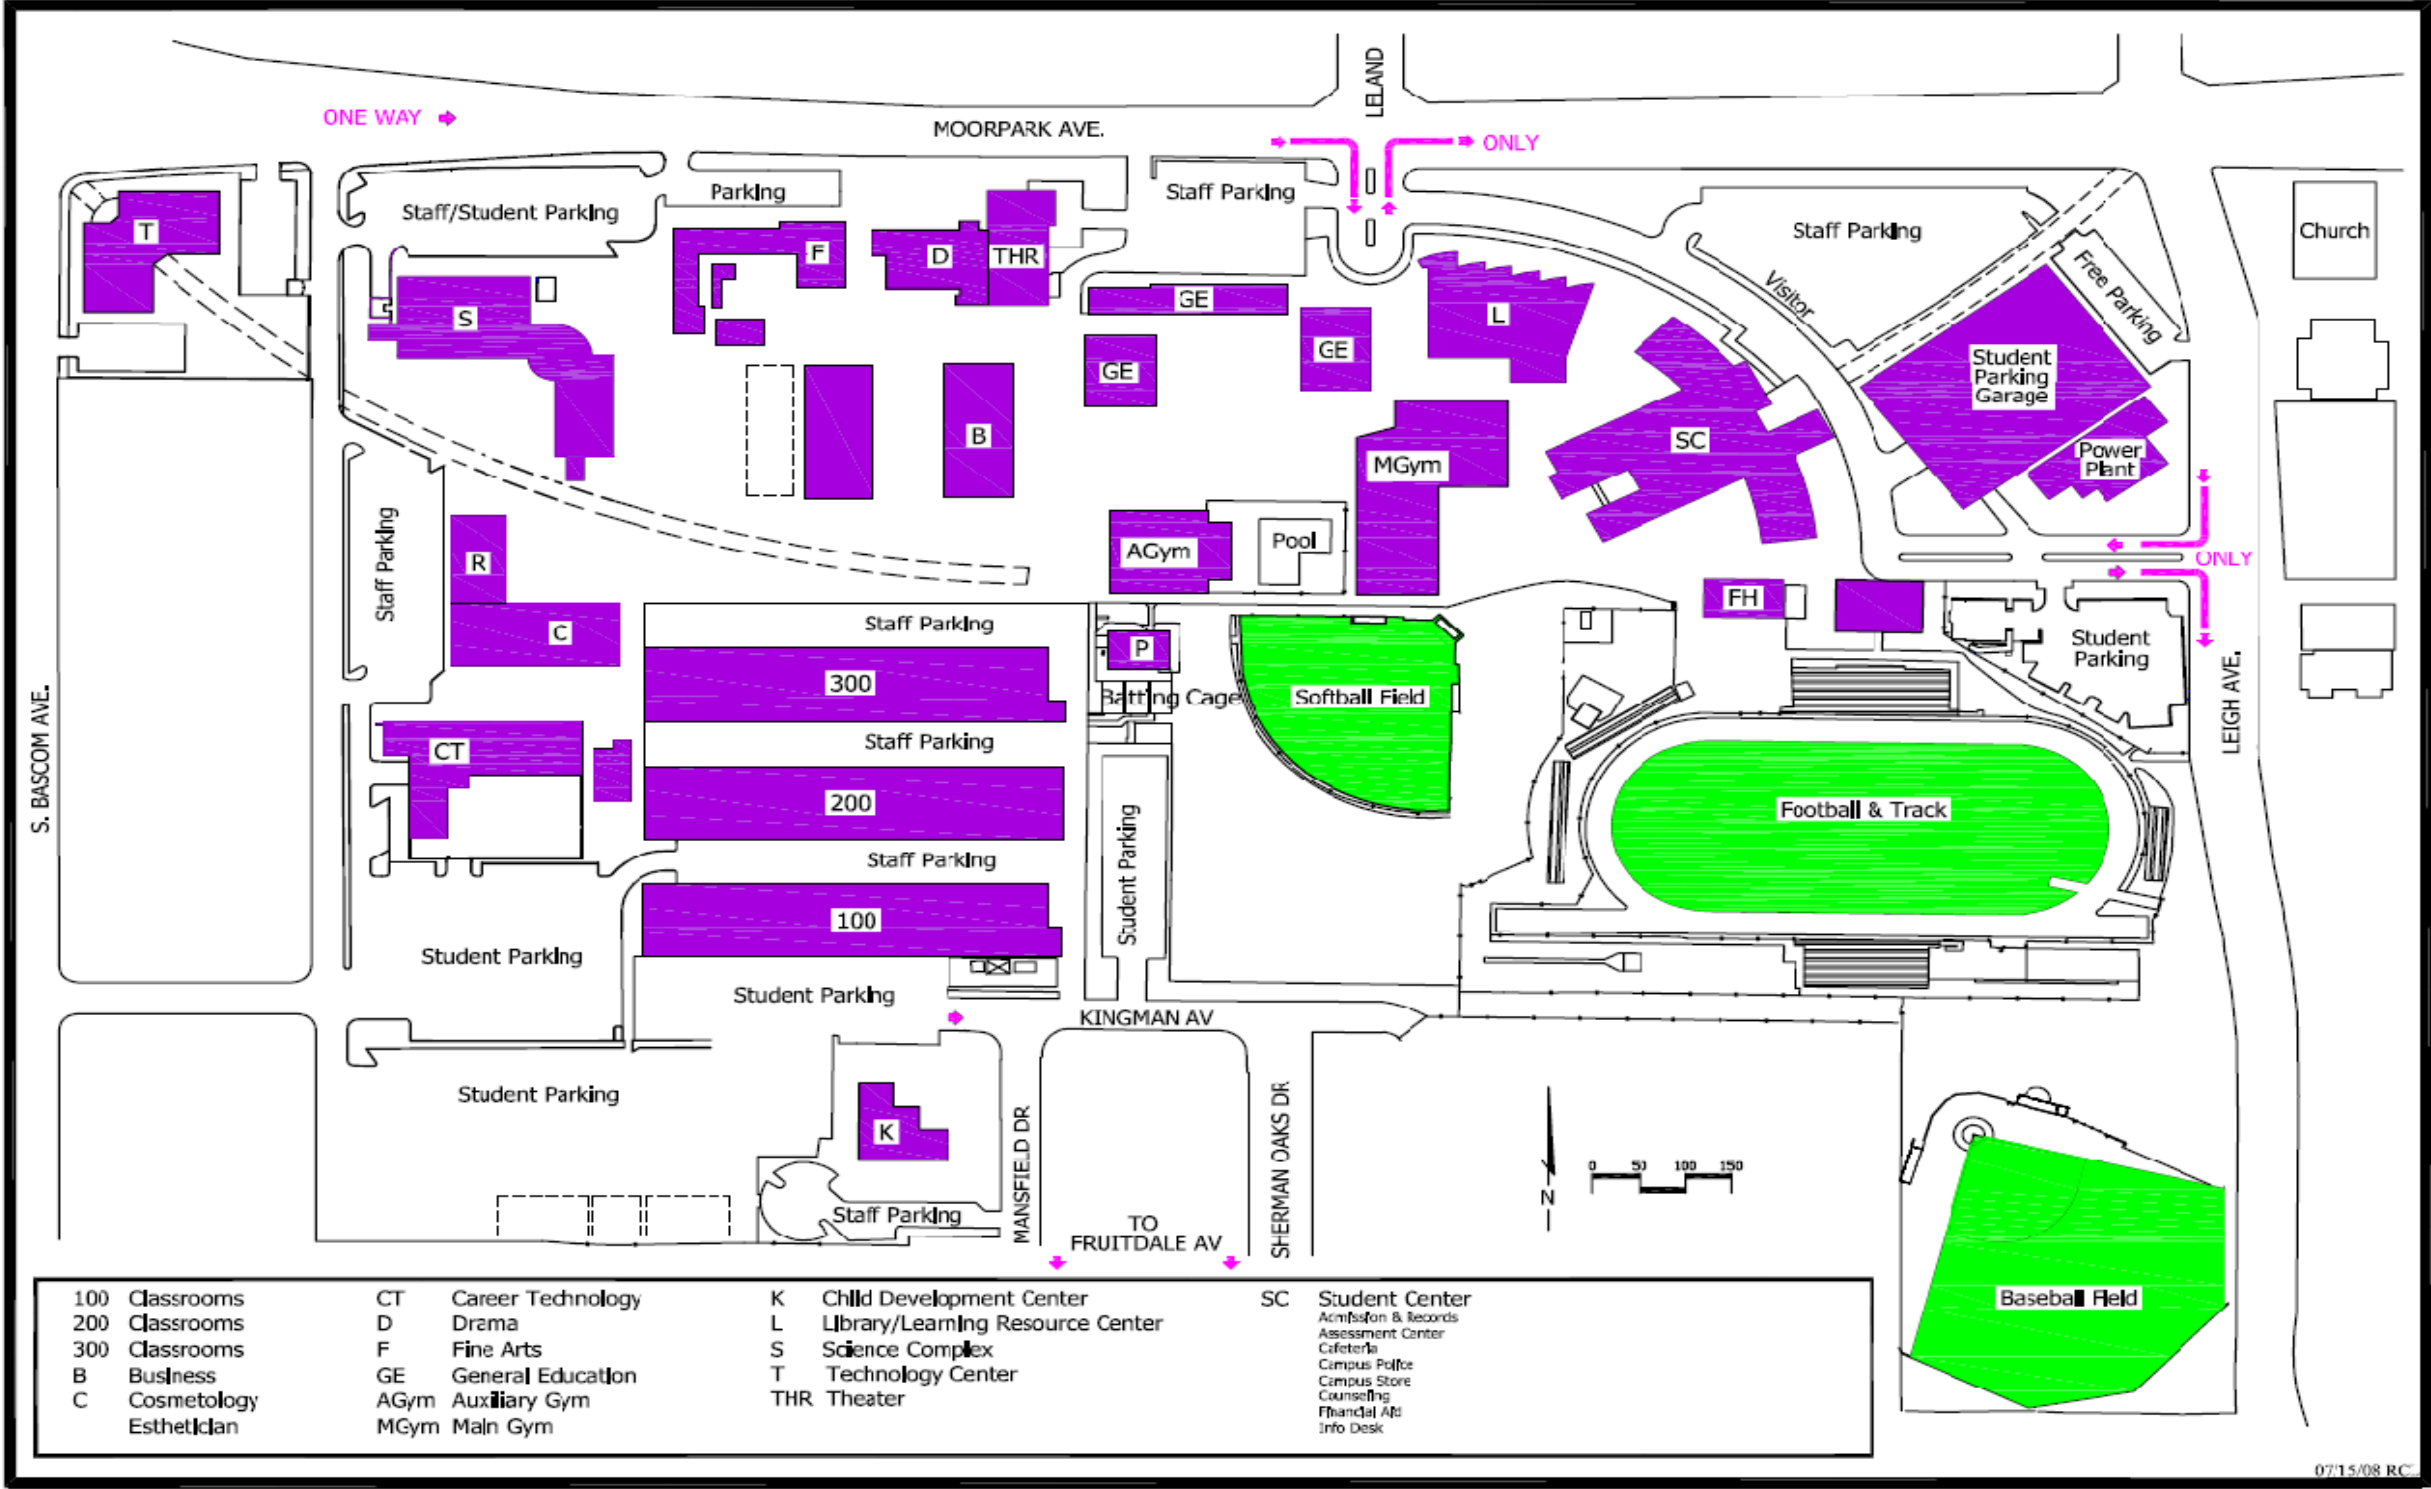 LELAND
ONE WAY
MOORPARK AVE.
ONLY
Staff/Student Parking
Parking
Staff Parking
Staff Parking
Visitor
Free Parking
Church
T
S
F
D
THR
GE
GE
GE
L
Student
Parking
Garage
Power
Plant
B
MGym
SC
Staff Parking
R
C
AGym
Pool
ONLY
FH
Staff Parking
P
300
Batting Cage
Softball Field
Student
Parking
S. BASCOM AVE.
LEIGH AVE.
CT
Staff Parking
200
Student Parking
Football & Track
Staff Parking
100
Student Parking
Student Parking
KINGMAN AV
Student Parking
K
MANSFIELD DR
SHERMAN OAKS DR
Staff Parking
TO
FRUITDALE AV
N
0 50 100 150
Baseball Field
100 Classrooms
200 Classrooms
300 Classrooms
B Business
C Cosmetology
Esthetician
CT Career Technology
D Drama
F Fine Arts
GE General Education
AGym Auxiliary Gym
MGym Main Gym
K Child Development Center
L Library/Learning Resource Center
S Science Complex
T Technology Center
THR Theater
SC Student Center
Admission & Records
Assessment Center
Cafeteria
Campus Police
Campus Store
Counseling
Financial Aid
Info Desk
07/15/08 RC